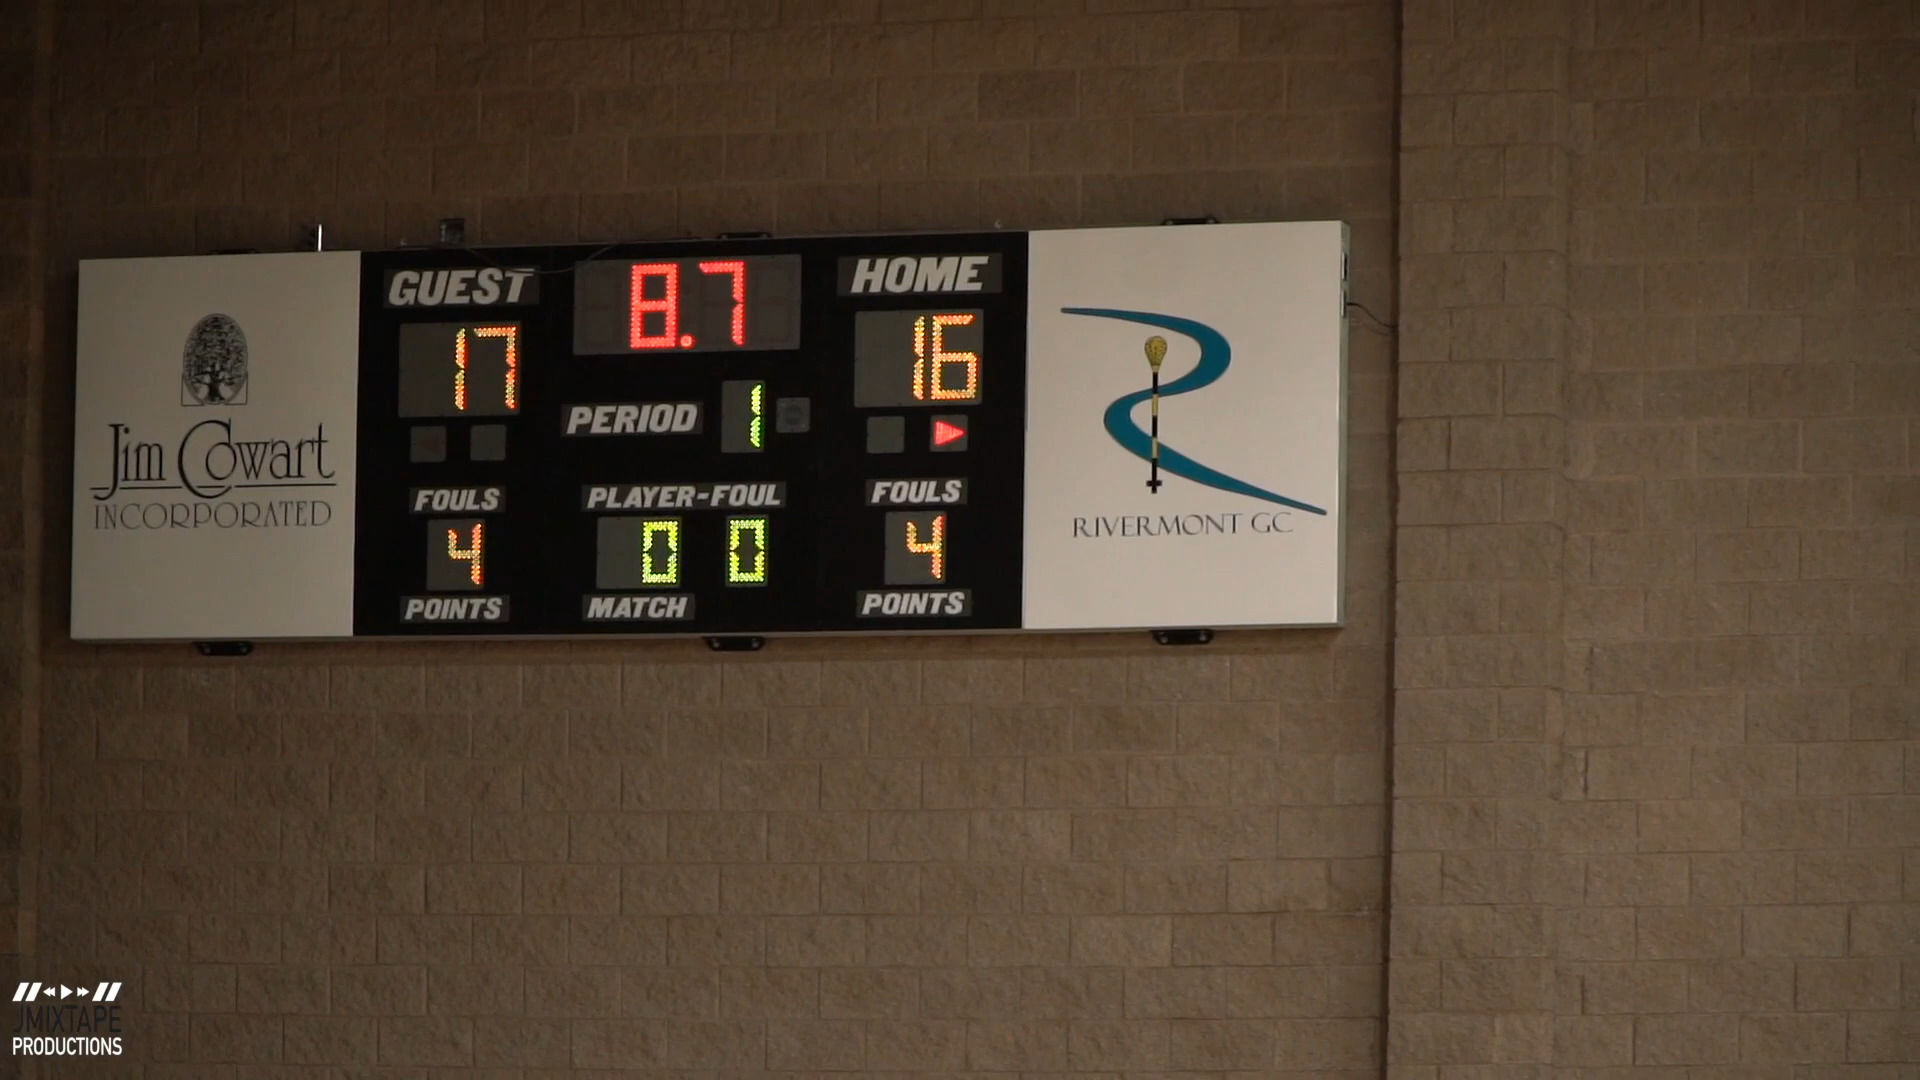 GUEST
8.7
HOME
17
16
PERIOD
1
Jim Cowart
INCORPORATED
FOULS
PLAYER-FOUL
FOULS
4
0 0
4
POINTS
MATCH
POINTS
RIVERMONT GC
JMIXTAPE
PRODUCTIONS